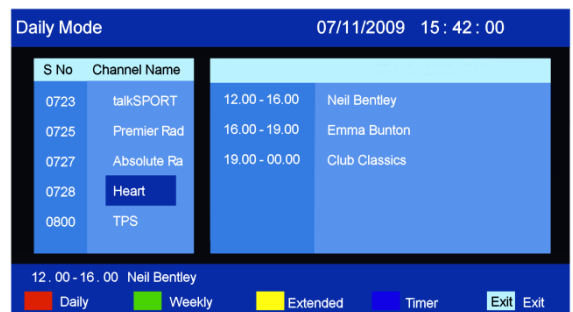 Daily Mode 07/11/2009 15:42:00
S No Channel Name
0723 talkSPORT 12.00 - 16.00 Neil Bentley
0725 Premier Rad 16.00 - 19.00 Emma Bunton
0727 Absolute Ra 19.00 - 00.00 Club Classics
0728 Heart
0800 TPS
12.00 - 16.00 Neil Bentley
Daily Weekly Extended Timer Exit Exit